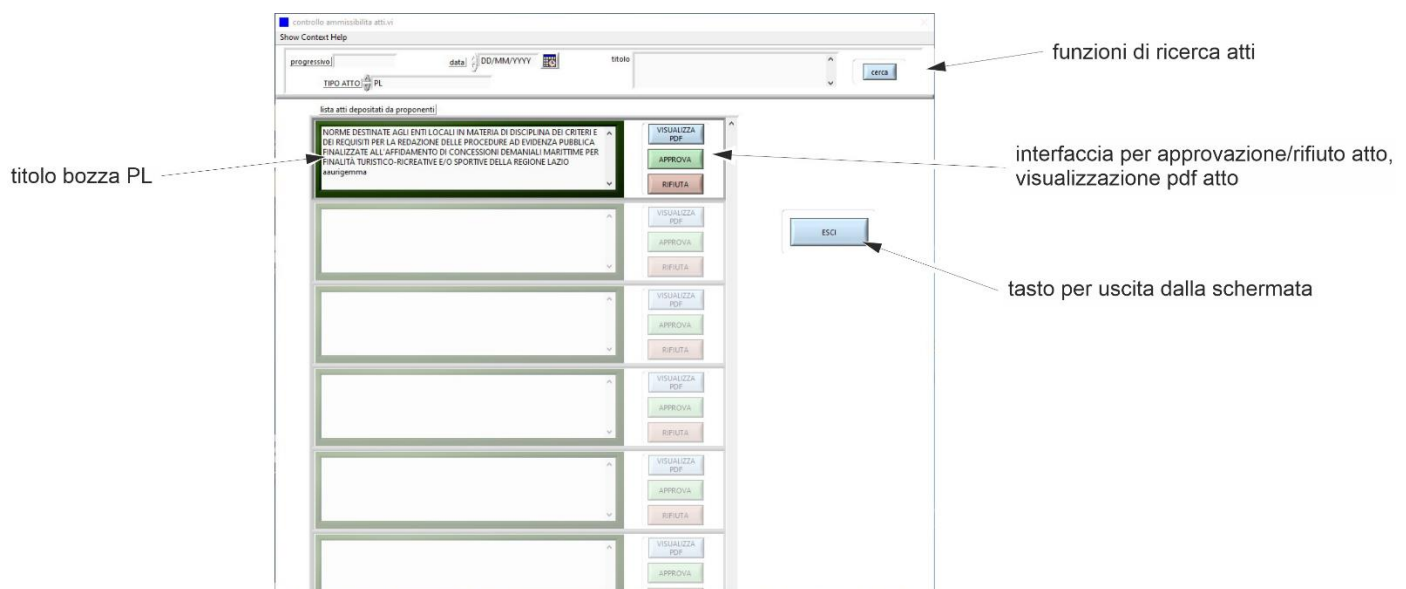 controllo ammissibilita atti.vi
Show Context Help
progressivo
data DD/MM/YYYY
titolo
cerca
TIPO ATTO PL
funzioni di ricerca atti
lista atti depositati da proponenti
NORME DESTINATE AGLI ENTI LOCALI IN MATERIA DI DISCIPLINA DEI CRITERI E
DEI REQUISITI PER LA REDAZIONE DELLE PROCEDURE AD EVIDENZA PUBBLICA
FINALIZZATE ALL'AFFIDAMENTO DI CONCESSIONI DEMANIALI MARITTIME PER
FINALITÀ TURISTICO-RICREATIVE E/O SPORTIVE DELLA REGIONE LAZIO
aaurigemma
VISUALIZZA
PDF
APPROVA
RIFIUTA
titolo bozza PL
interfaccia per approvazione/rifiuto atto,
visualizzazione pdf atto
VISUALIZZA
PDF
APPROVA
RIFIUTA
ESCI
tasto per uscita dalla schermata
VISUALIZZA
PDF
APPROVA
RIFIUTA
VISUALIZZA
PDF
APPROVA
RIFIUTA
VISUALIZZA
PDF
APPROVA
RIFIUTA
VISUALIZZA
PDF
APPROVA